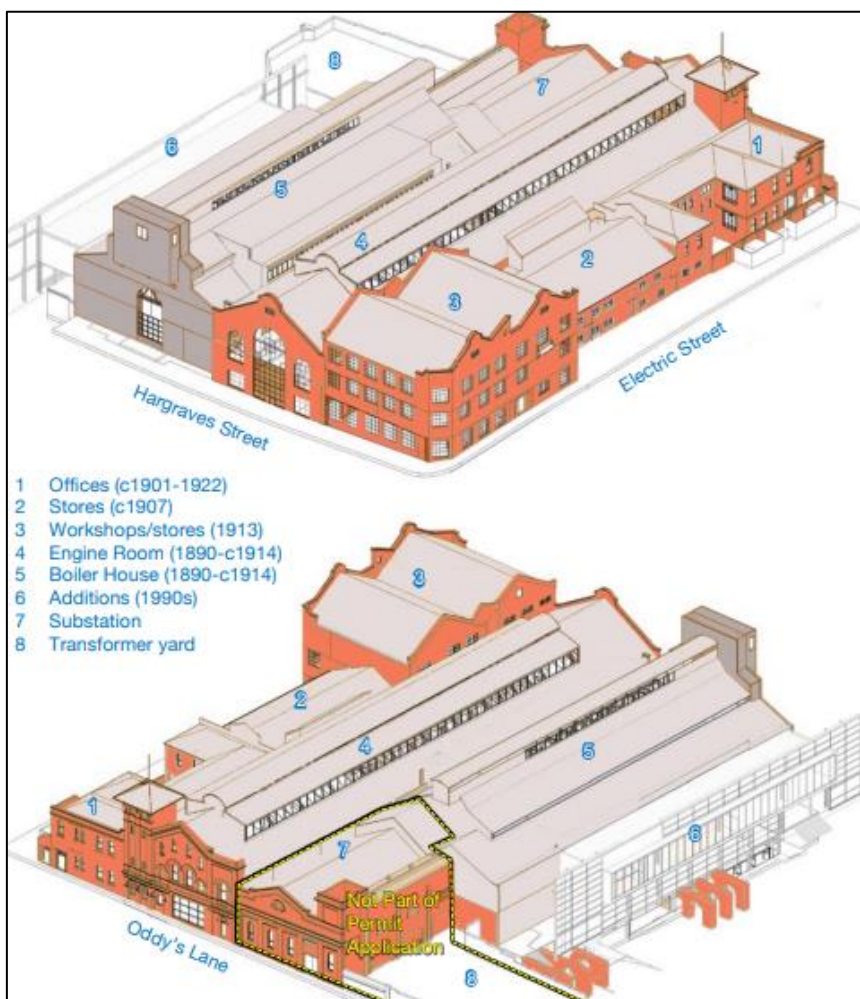 8
7
6
1
5
4
2
3
Electric Street
Hargraves Street
1 Offices (c1901-1922)
2 Stores (c1907)
3 Workshops/stores (1913)
4 Engine Room (1890-c1914)
5 Boiler House (1890-c1914)
6 Additions (1990s)
7 Substation
8 Transformer yard
3
2
4
5
1
6
7
Not Part of
Permit
Application
Oddy's Lane
8